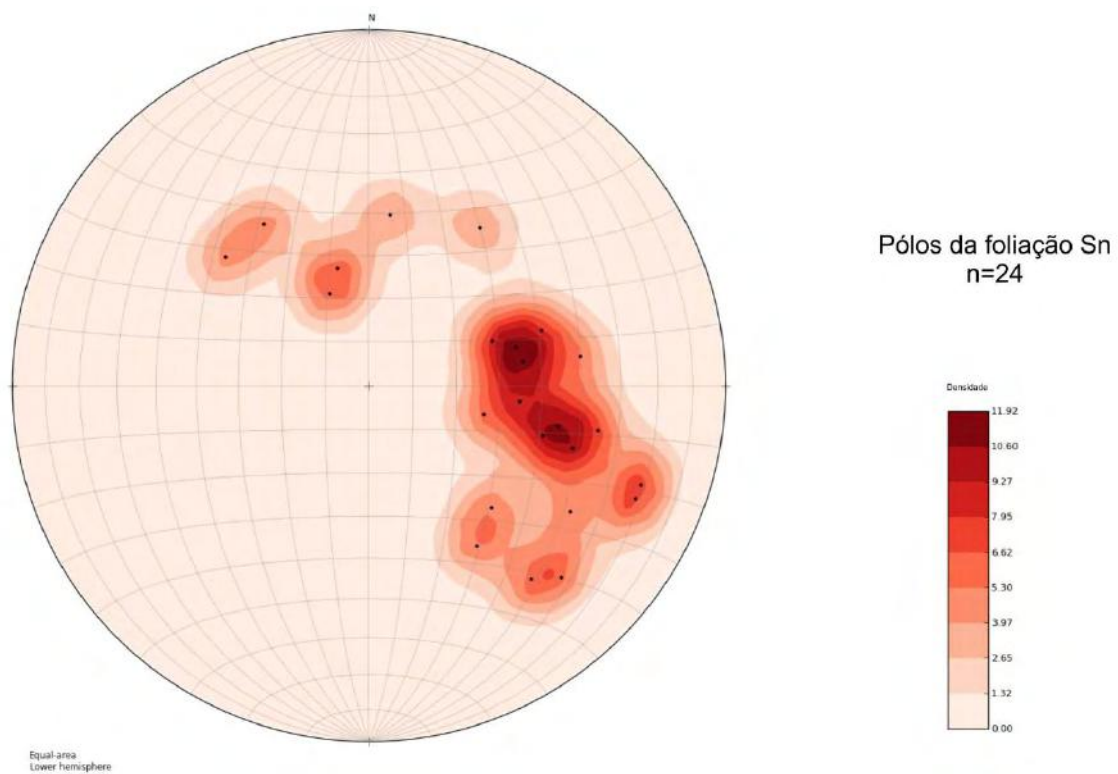 N
Pólos da foliação Sn
n=24
Densidade
11.92
10.60
9.27
7.95
6.62
5.30
3.97
2.65
1.32
0.00
Equal-area
Lower hemisphere